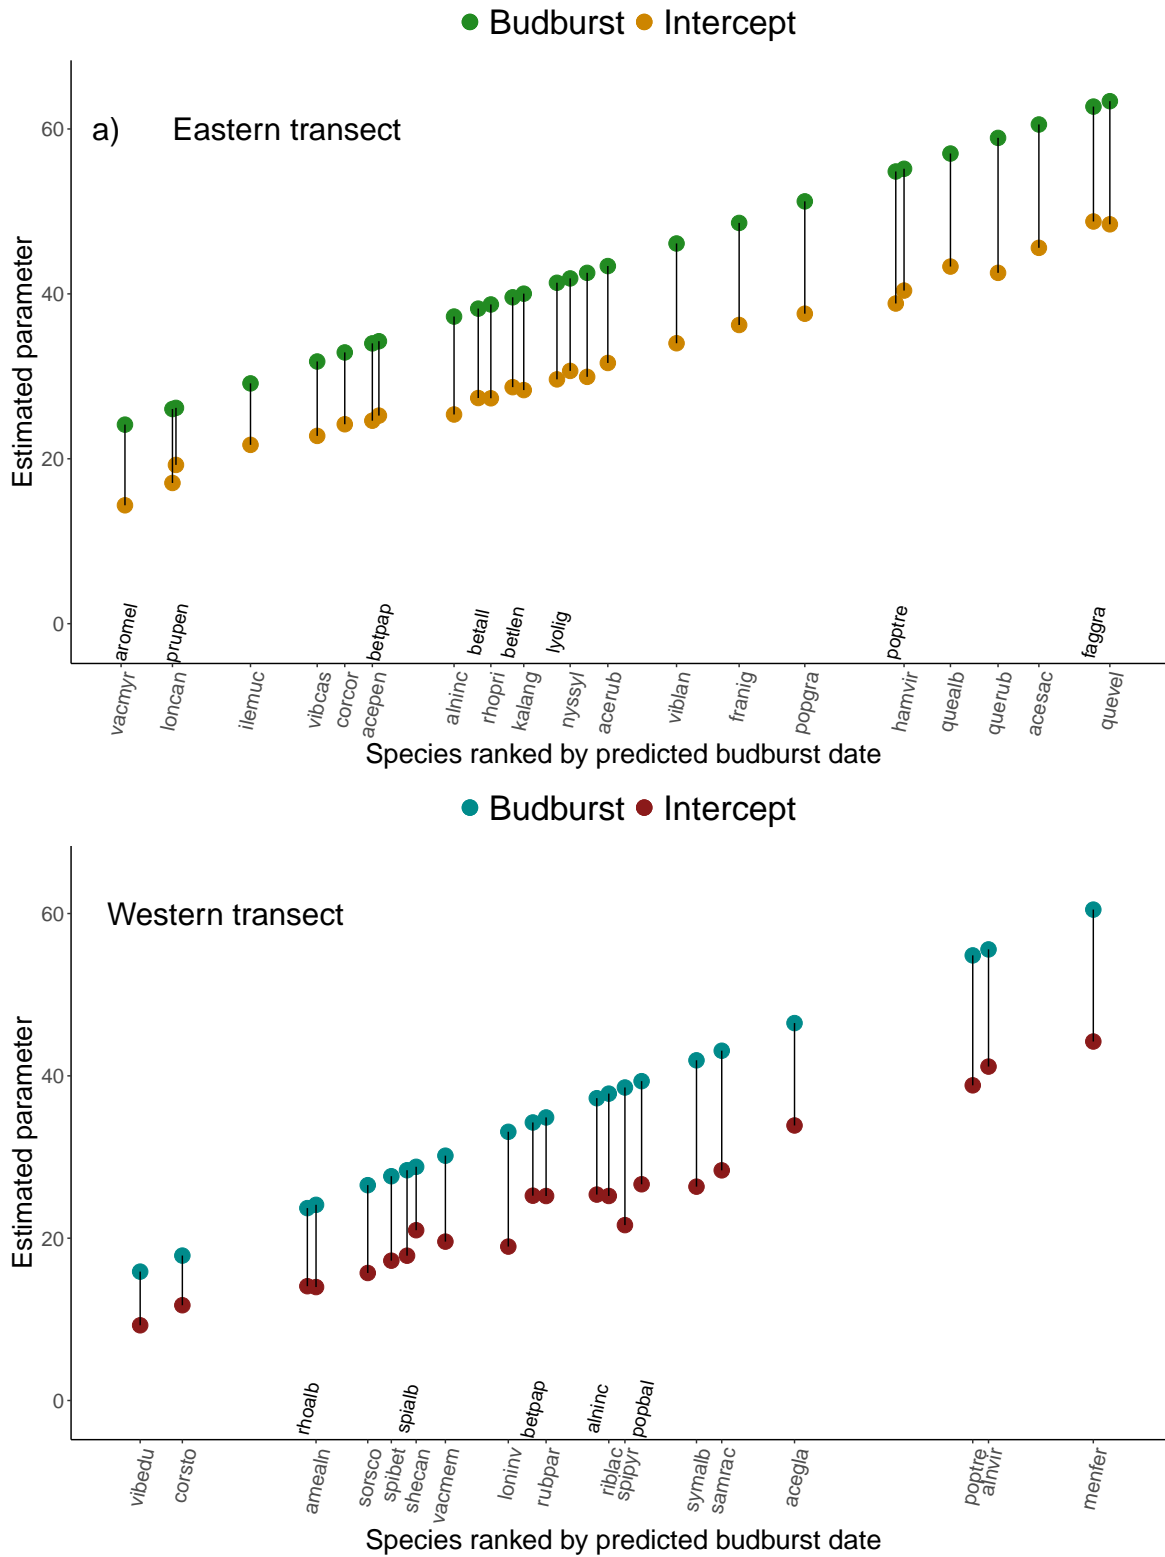 Budburst Intercept
a) Eastern transect
Estimated parameter
60
40
20
0
aromel prupen betpap betall betlen lyolig poptre faggra
vacmyr loncan ilemuc vibcas corcor acepen alninc rhopri kalang nyssyl acerub viblan franig popgra hamvir quealb querub acesac quevel
Species ranked by predicted budburst date
Budburst Intercept
Western transect
Estimated parameter
60
40
20
0
rhoalb spialb betpap alninc popbal
vibedu corsto amealn sorsco spibet shecan vacmem loninv rubpar riblac spipyr symalb samrac acegla poptre alnvir menfer
Species ranked by predicted budburst date